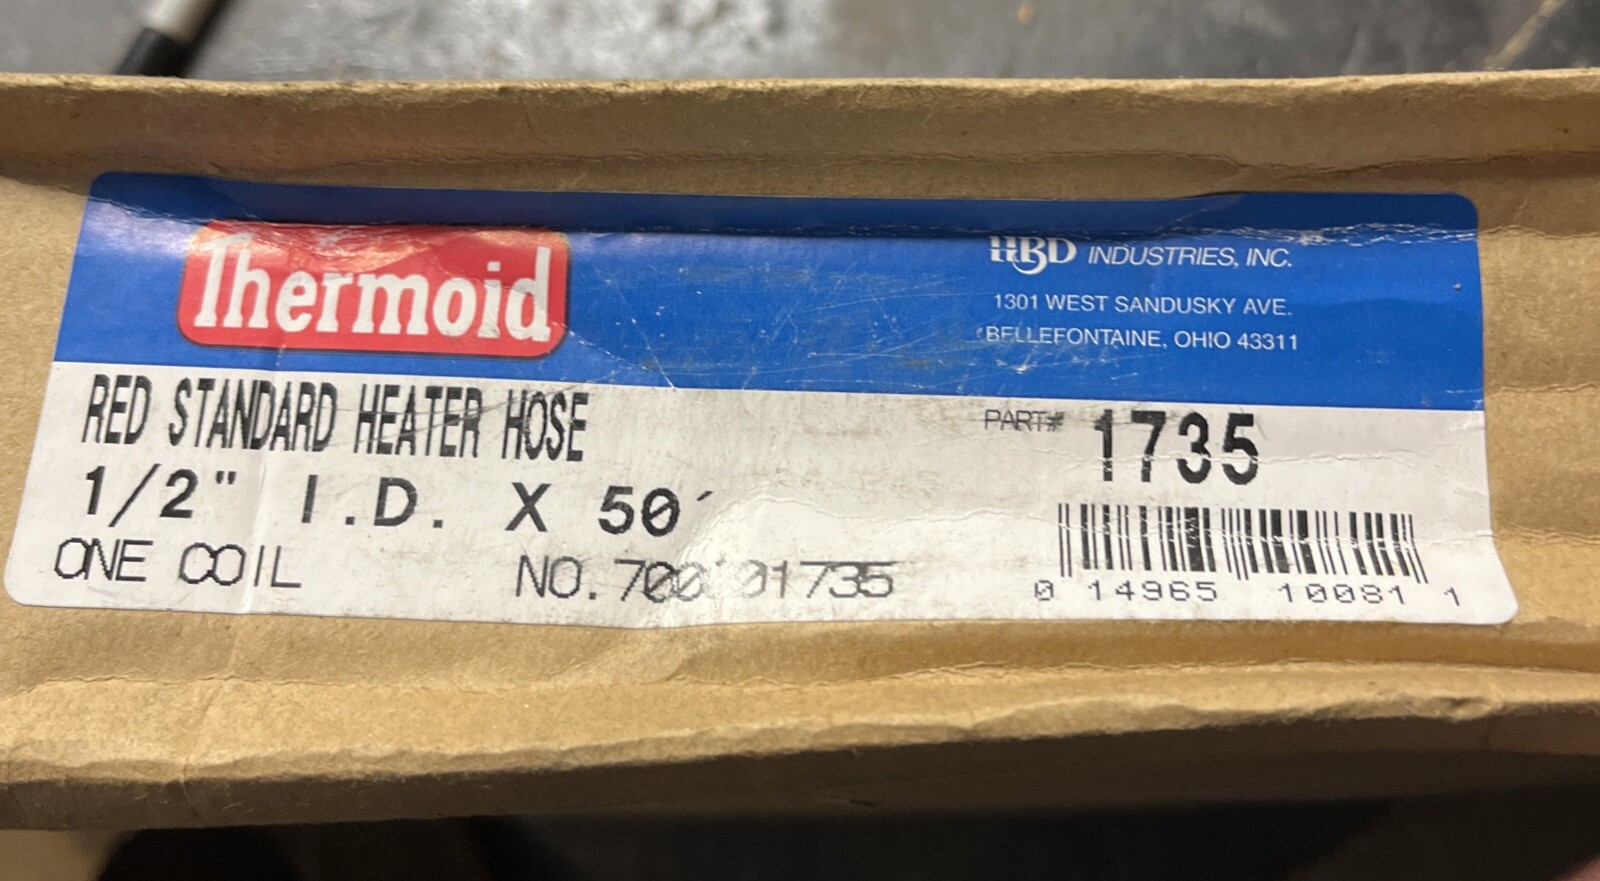 Thermoid
HBD INDUSTRIES, INC.
1301 WEST SANDUSKY AVE.
BELLEFONTAINE, OHIO 43311
RED STANDARD HEATER HOSE
PART# 1735
1/2" I.D. X 50'
ONE COIL
NO.
0 14965 10081 1